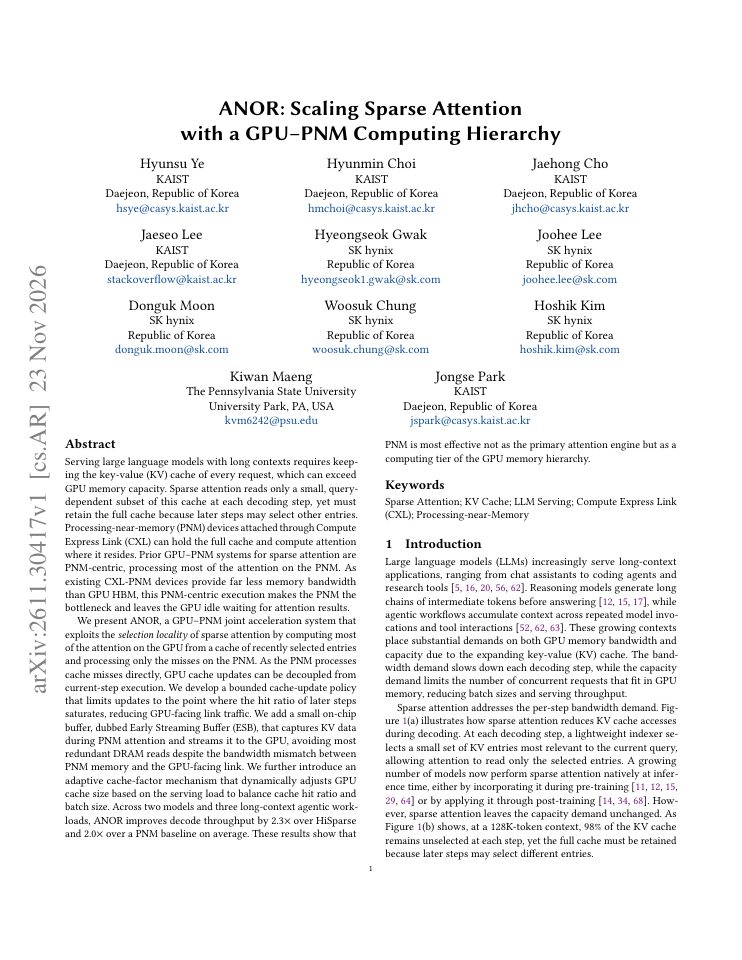 ANOR: Scaling Sparse Attention
with a GPU–PNM Computing Hierarchy
Hyunsu Ye
KAIST
Daejeon, Republic of Korea
hsye@casys.kaist.ac.kr
Hyunmin Choi
KAIST
Daejeon, Republic of Korea
hmchoi@casys.kaist.ac.kr
Jaehong Cho
KAIST
Daejeon, Republic of Korea
jhcho@casys.kaist.ac.kr
Jaeseo Lee
KAIST
Daejeon, Republic of Korea
stackoverflow@kaist.ac.kr
Hyeongseok Gwak
SK hynix
Republic of Korea
hyeongseok1.gwak@sk.com
Joohee Lee
SK hynix
Republic of Korea
joohee.lee@sk.com
Donguk Moon
SK hynix
Republic of Korea
donguk.moon@sk.com
Woosuk Chung
SK hynix
Republic of Korea
woosuk.chung@sk.com
Hoshik Kim
SK hynix
Republic of Korea
hoshik.kim@sk.com
Kiwan Maeng
The Pennsylvania State University
University Park, PA, USA
kvm6242@psu.edu
Jongse Park
KAIST
Daejeon, Republic of Korea
jspark@casys.kaist.ac.kr
arXiv:2611.30417v1 [cs.AR] 23 Nov 2026
Abstract
Serving large language models with long contexts requires keep-
ing the key-value (KV) cache of every request, which can exceed
GPU memory capacity. Sparse attention reads only a small, query-
dependent subset of this cache at each decoding step, yet must
retain the full cache because later steps may select other entries.
Processing-near-memory (PNM) devices attached through Compute
Express Link (CXL) can hold the full cache and compute attention
where it resides. Prior GPU–PNM systems for sparse attention are
PNM-centric, processing most of the attention on the PNM. As
existing CXL-PNM devices provide far less memory bandwidth
than GPU HBM, this PNM-centric execution makes the PNM the
bottleneck and leaves the GPU idle waiting for attention results.
We present ANOR, a GPU–PNM joint acceleration system that
exploits the selection locality of sparse attention by computing most
of the attention on the GPU from a cache of recently selected entries
and processing only the misses on the PNM. As the PNM processes
cache misses directly, GPU cache updates can be decoupled from
current-step execution. We develop a bounded cache-update policy
that limits updates to the point where the hit ratio of later steps
saturates, reducing GPU-facing link traffic. We add a small on-chip
buffer, dubbed Early Streaming Buffer (ESB), that captures KV data
during PNM attention and streams it to the GPU, avoiding most
redundant DRAM reads despite the bandwidth mismatch between
PNM memory and the GPU-facing link. We further introduce an
adaptive cache-factor mechanism that dynamically adjusts GPU
cache size based on the serving load to balance cache hit ratio and
batch size. Across two models and three long-context agentic work-
loads, ANOR improves decode throughput by 2.3× over HiSparse
and 2.0× over a PNM baseline on average. These results show that
PNM is most effective not as the primary attention engine but as a
computing tier of the GPU memory hierarchy.
Keywords
Sparse Attention; KV Cache; LLM Serving; Compute Express Link
(CXL); Processing-near-Memory
1 Introduction
Large language models (LLMs) increasingly serve long-context
applications, ranging from chat assistants to coding agents and
research tools [5, 16, 20, 56, 62]. Reasoning models generate long
chains of intermediate tokens before answering [12, 15, 17], while
agentic workflows accumulate context across repeated model invo-
cations and tool interactions [52, 62, 63]. These growing contexts
place substantial demands on both GPU memory bandwidth and
capacity due to the expanding key-value (KV) cache. The band-
width demand slows down each decoding step, while the capacity
demand limits the number of concurrent requests that fit in GPU
memory, reducing batch sizes and serving throughput.
Sparse attention addresses the per-step bandwidth demand. Fig-
ure 1(a) illustrates how sparse attention reduces KV cache accesses
during decoding. At each decoding step, a lightweight indexer se-
lects a small set of KV entries most relevant to the current query,
allowing attention to read only the selected entries. A growing
number of models now perform sparse attention natively at infer-
ence time, either by incorporating it during pre-training [11, 12, 15,
29, 64] or by applying it through post-training [14, 34, 68]. How-
ever, sparse attention leaves the capacity demand unchanged. As
Figure 1(b) shows, at a 128K-token context, 98% of the KV cache
remains unselected at each step, yet the full cache must be retained
because later steps may select different entries.
1